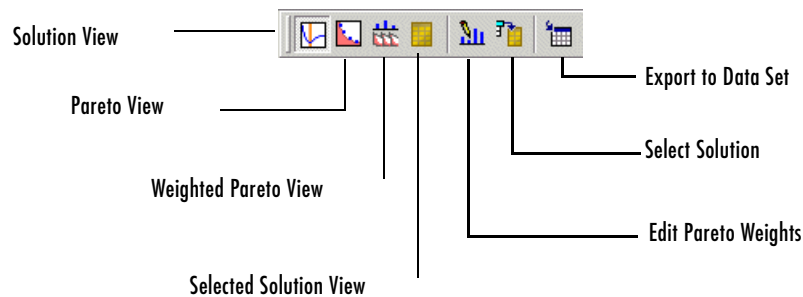 Solution View
Export to Data Set
Pareto View
Select Solution
Weighted Pareto View
Edit Pareto Weights
Selected Solution View